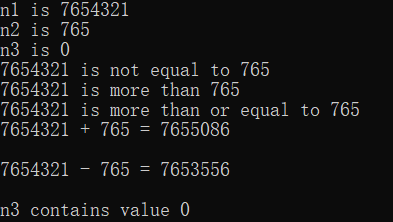 n1 is 7654321
n2 is 765
n3 is 0
7654321 is not equal to 765
7654321 is more than 765
7654321 is more than or equal to 765
7654321 + 765 = 7655086
7654321 - 765 = 7653556
n3 contains value 0